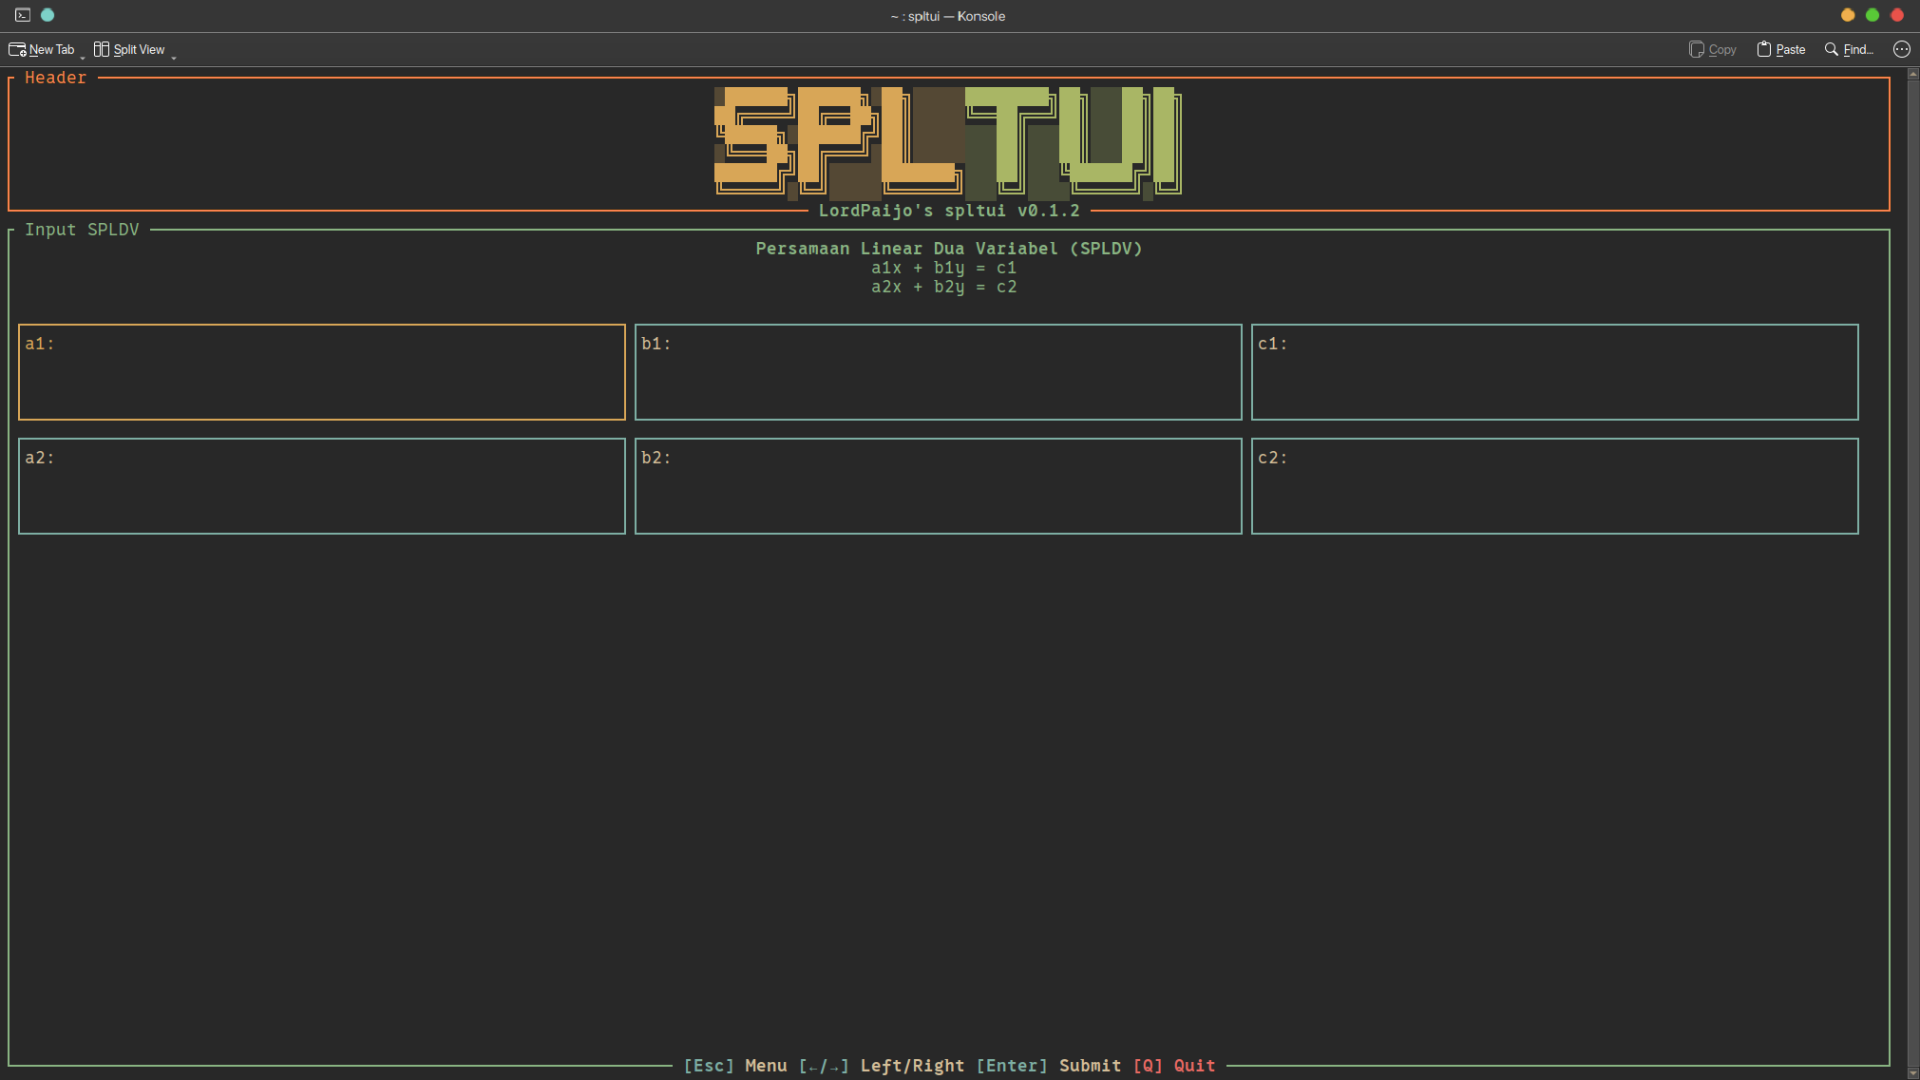 ~ : spltui — Konsole
New Tab Split View Copy Paste Find...
Header
SPL TUI
LordPaijo's spltui v0.1.2
Input SPLDV
Persamaan Linear Dua Variabel (SPLDV)
a1x + b1y = c1
a2x + b2y = c2
a1: b1: c1:
a2: b2: c2:
[Esc] Menu [←/→] Left/Right [Enter] Submit [Q] Quit